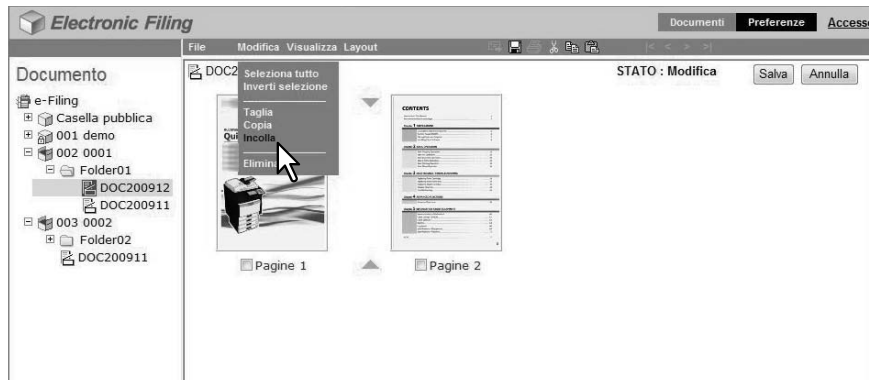 Electronic Filing
Documenti Preferenze Accesso
File Modifica Visualizza Layout
|< < > >|
Documento
e-Filing
Casella pubblica
001 demo
002 0001
Folder01
DOC200912
DOC200911
003 0002
Folder02
DOC200911
DOC2
STATO : Modifica
Salva Annulla
Seleziona tutto
Inverti selezione
Taglia
Copia
Incolla
Elimina
Qui
CONTENTS
Pagine 1
Pagine 2